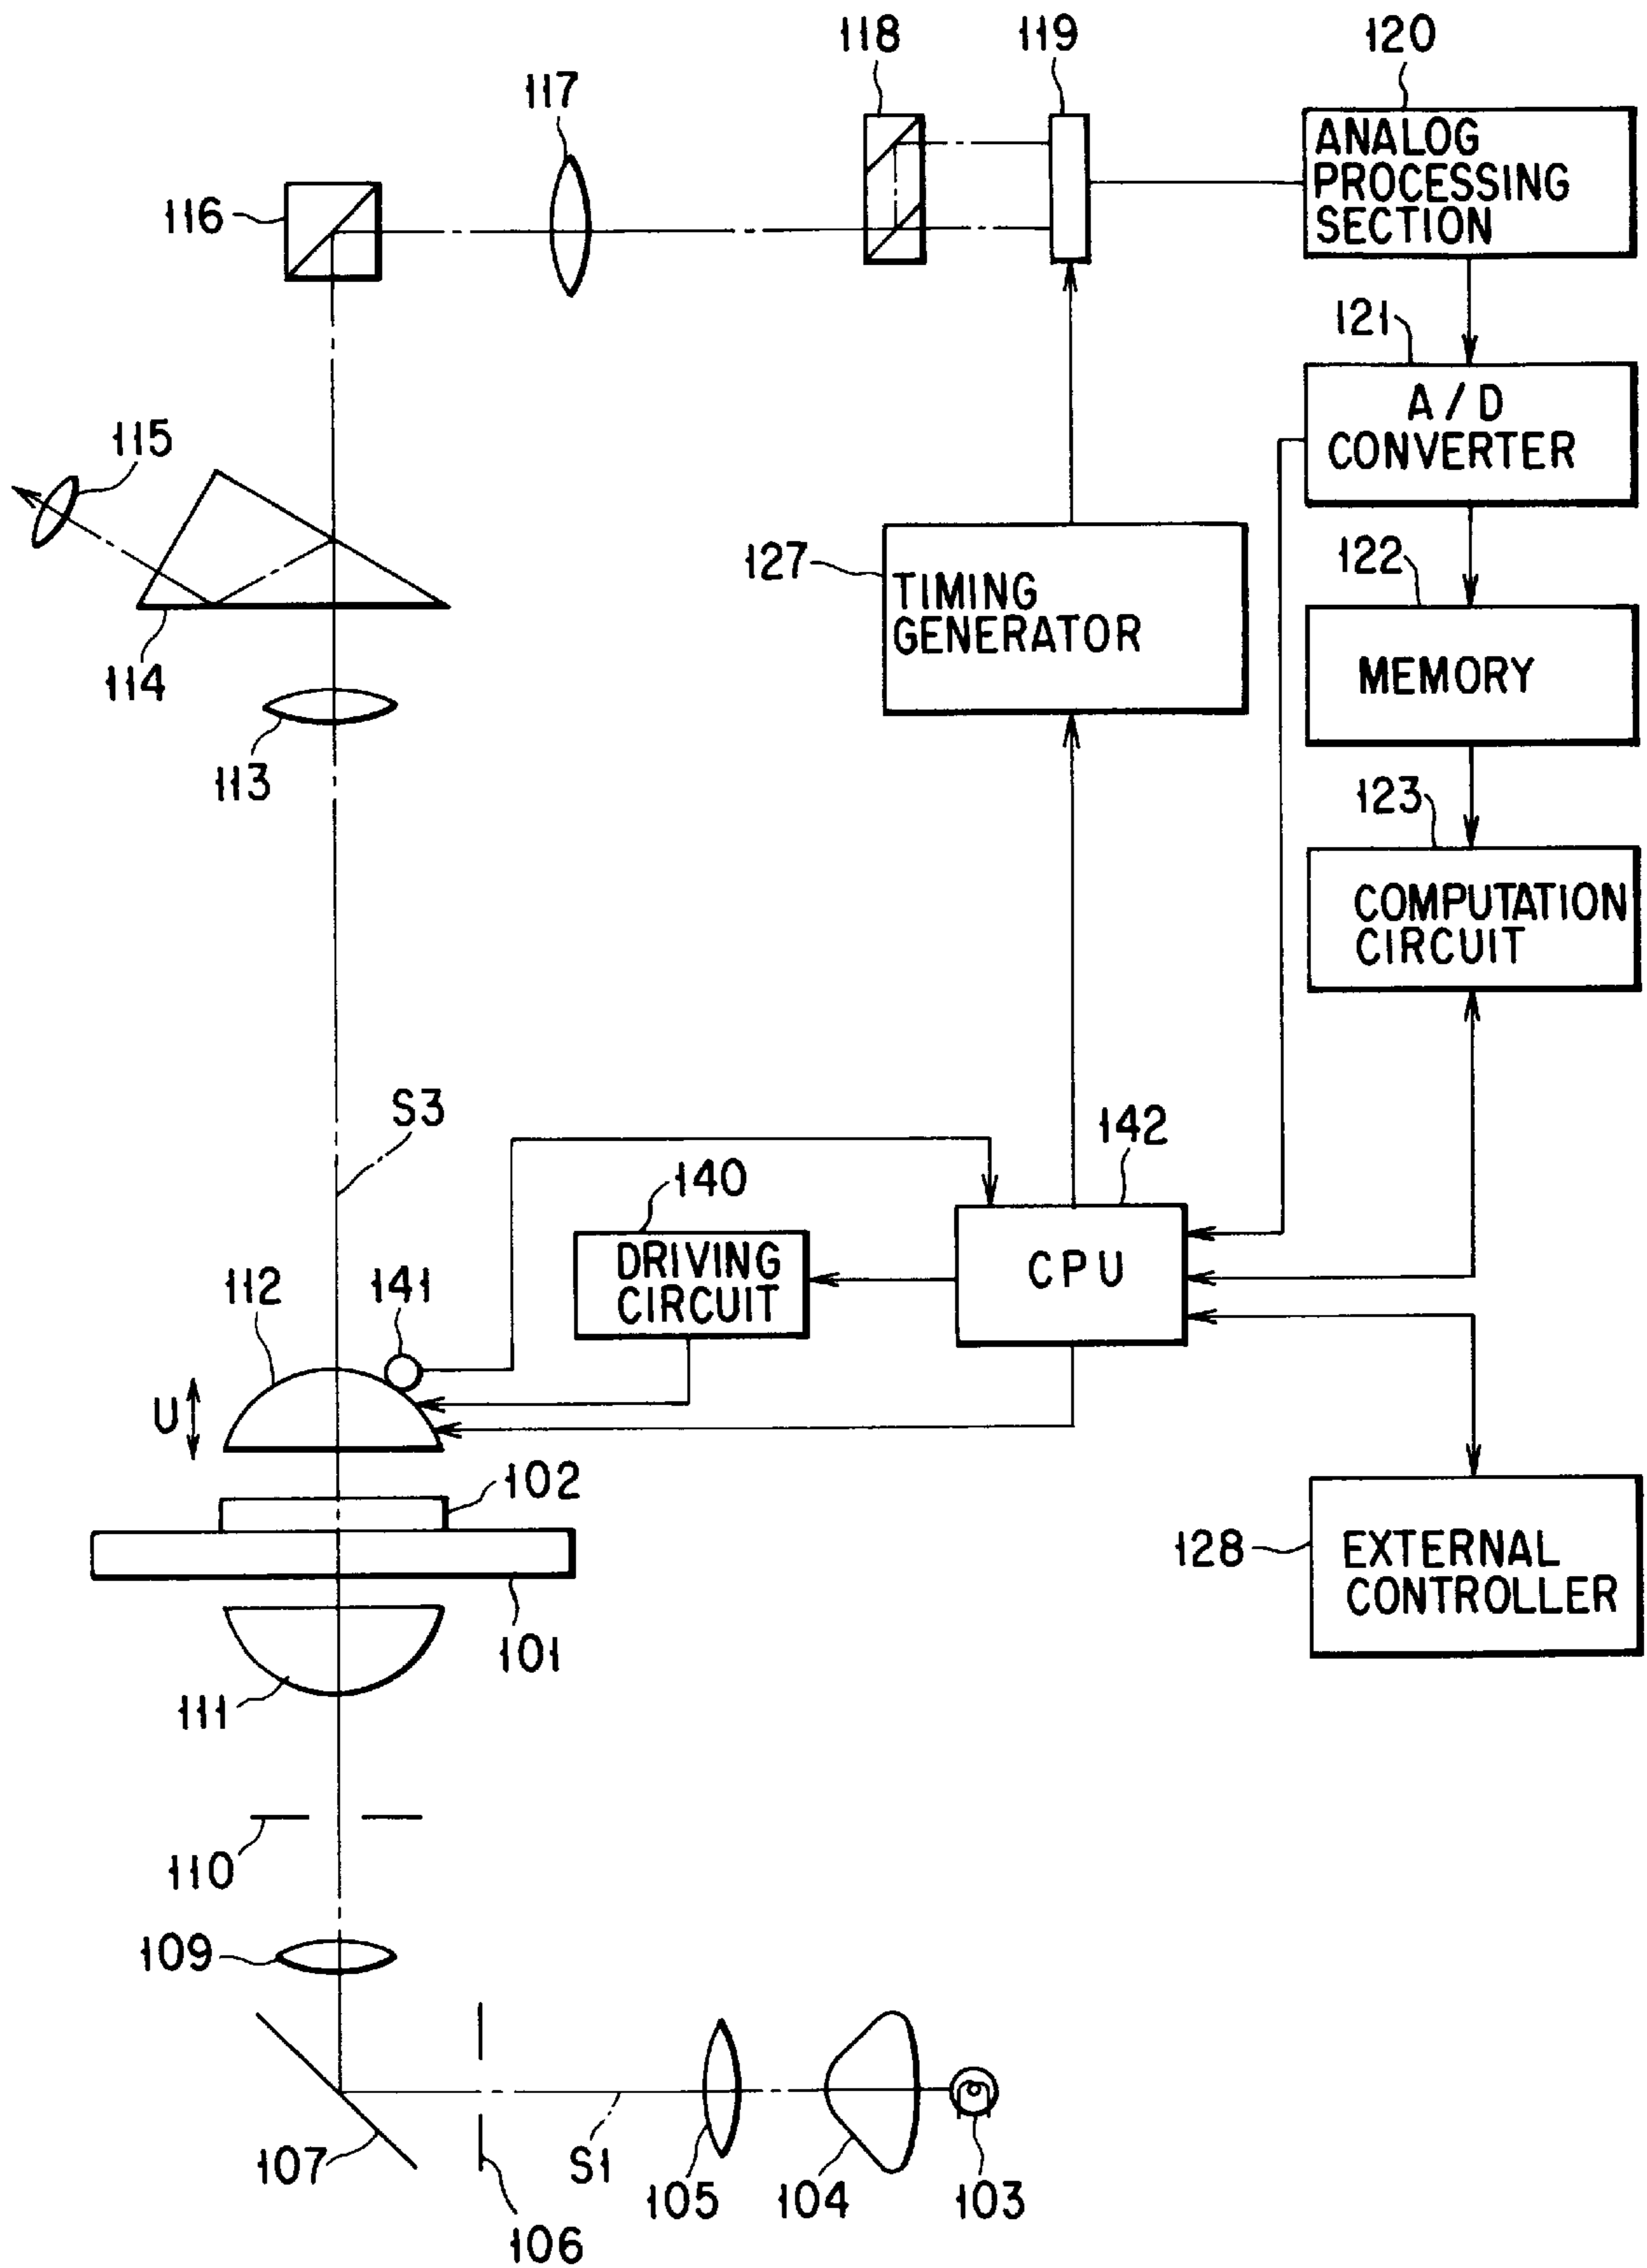 118
119
120
117
ANALOG
PROCESSING
SECTION
116
121
A/D
CONVERTER
115
127
122
TIMING
GENERATOR
114
MEMORY
113
123
COMPUTATION
CIRCUIT
S3
142
140
DRIVING
CIRCUIT
CPU
112
141
U
102
128
EXTERNAL
CONTROLLER
101
111
110
109
107
S1
105
104
103
106